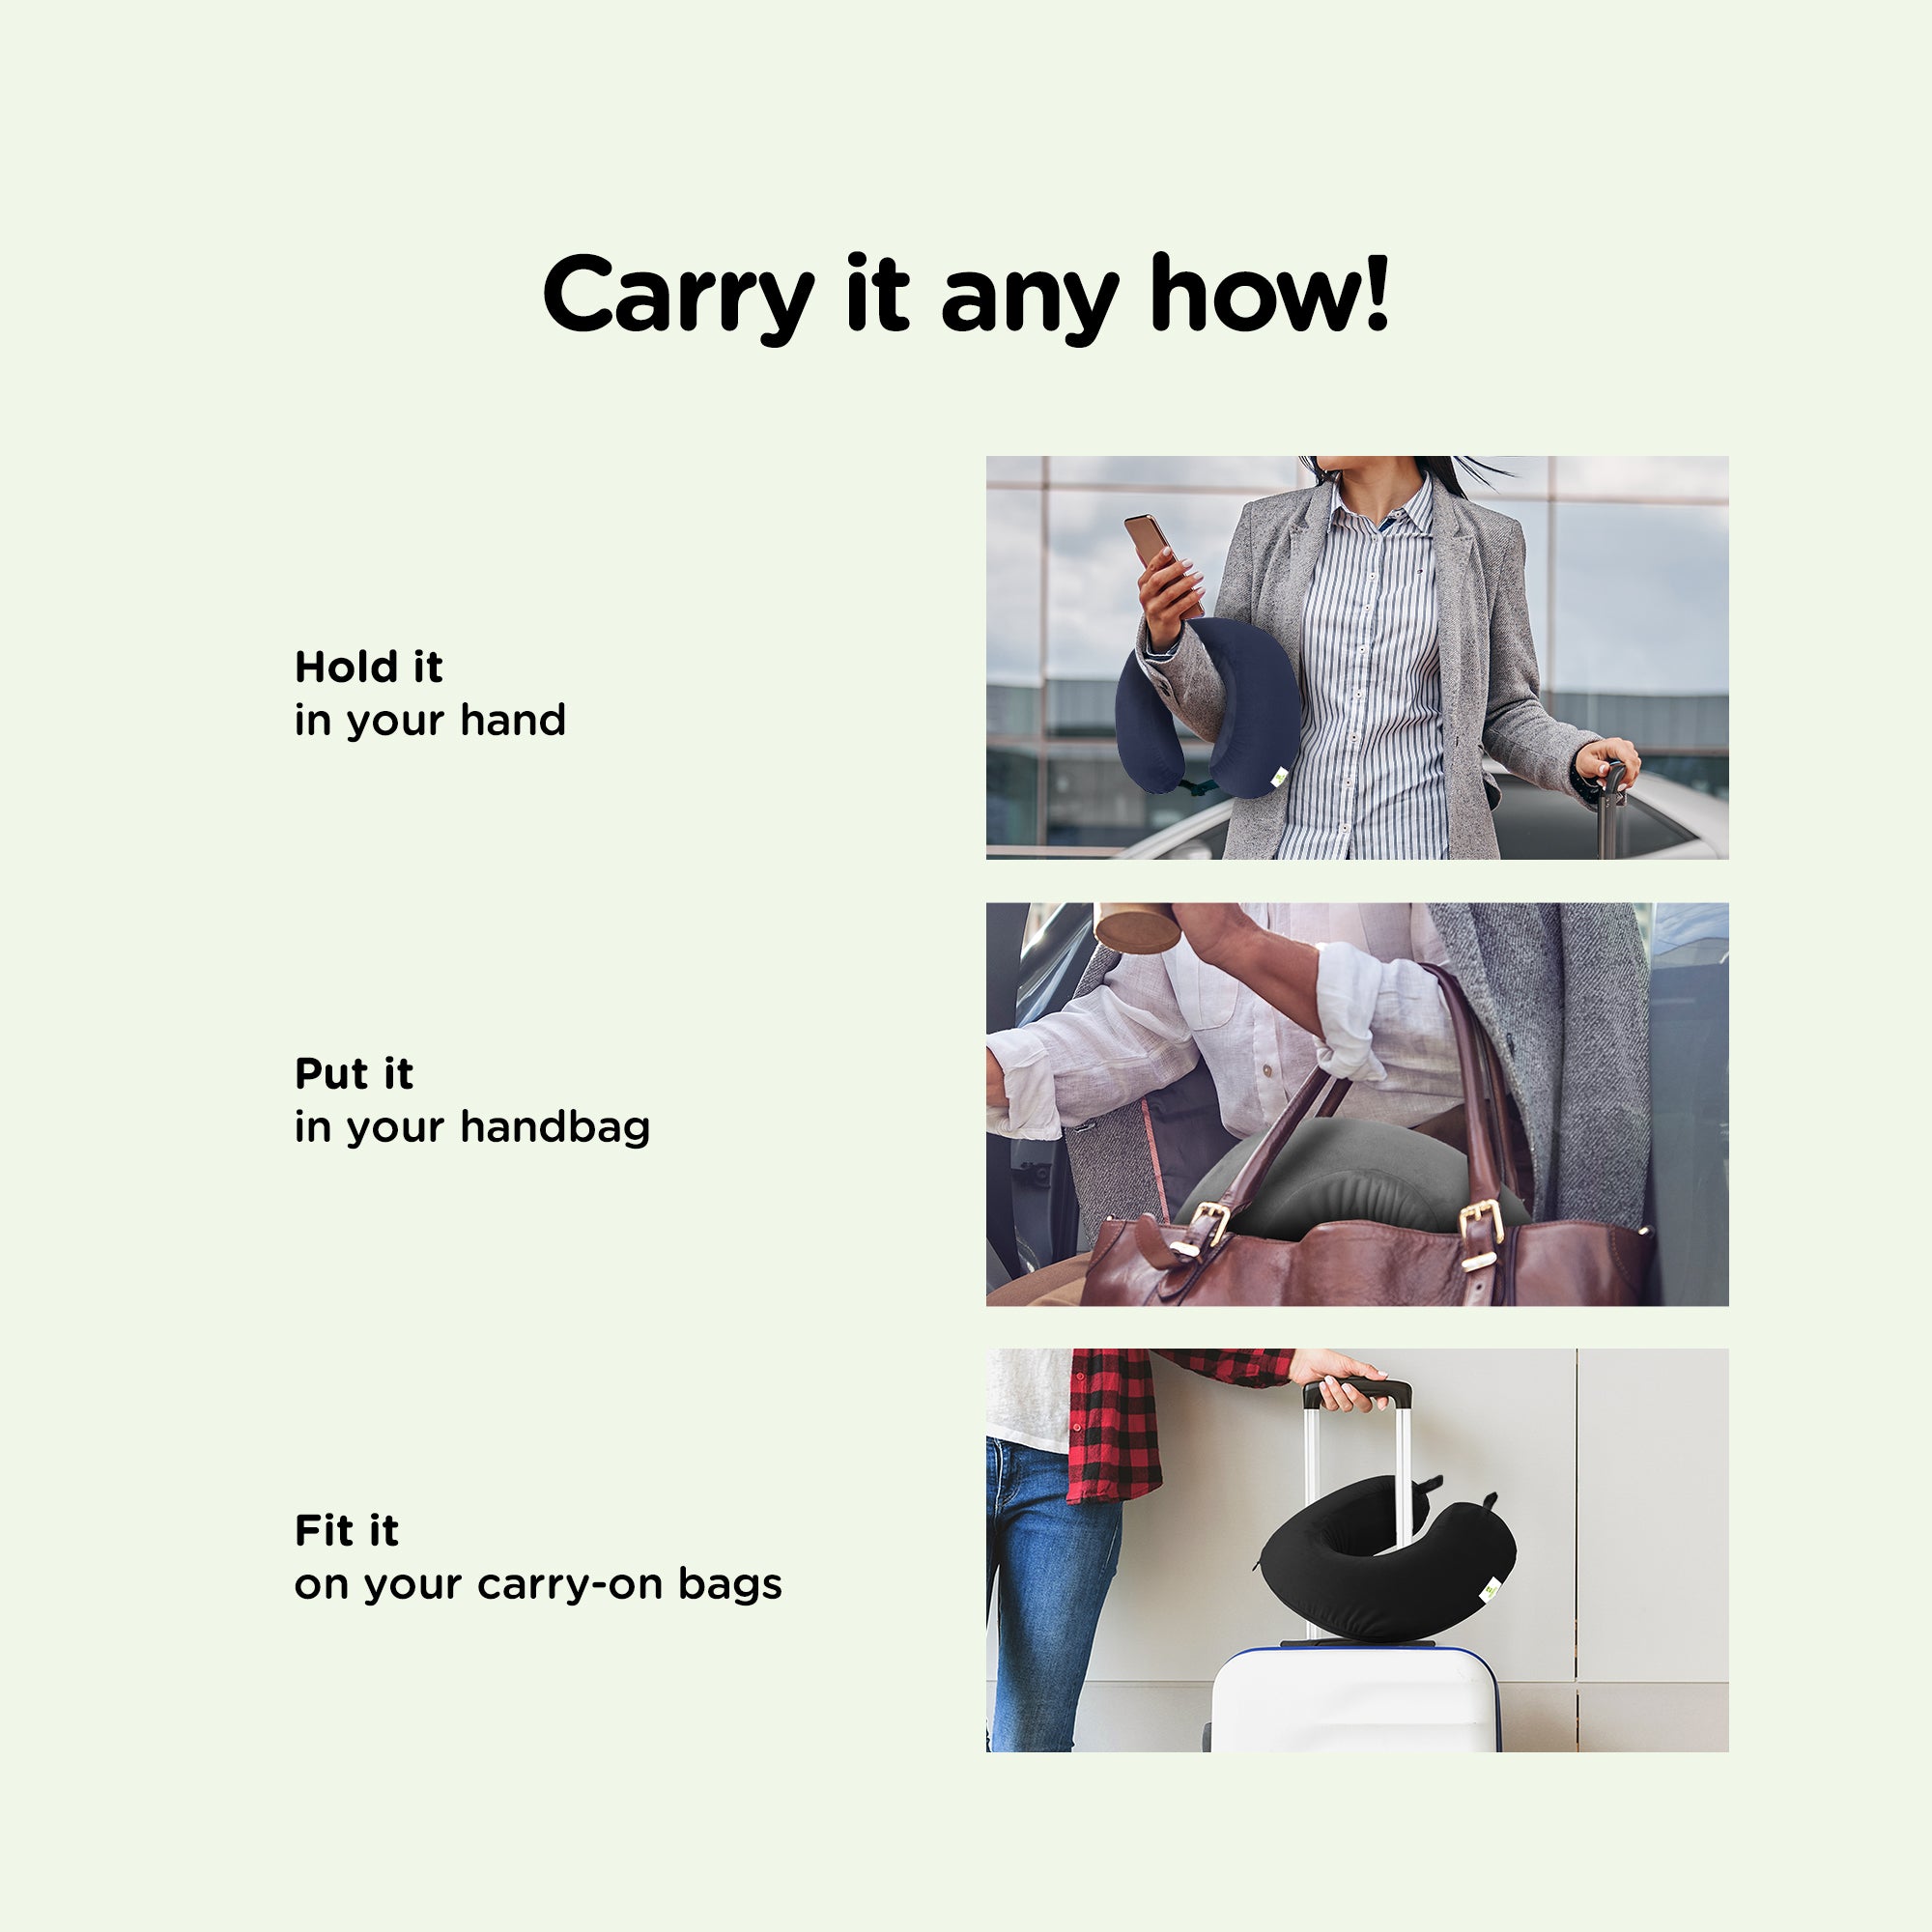 Carry it any how!
Hold it
in your hand
Put it
in your handbag
Fit it
on your carry-on bags